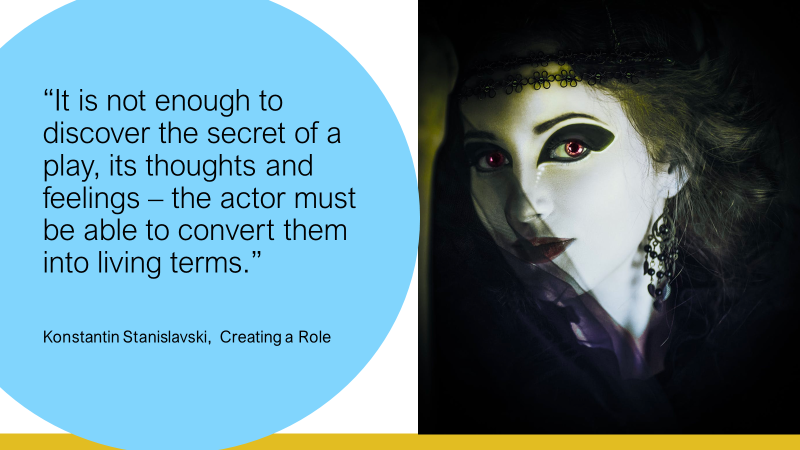 “It is not enough to
discover the secret of a
play, its thoughts and
feelings – the actor must
be able to convert them
into living terms.”
Konstantin Stanislavski,  Creating a Role